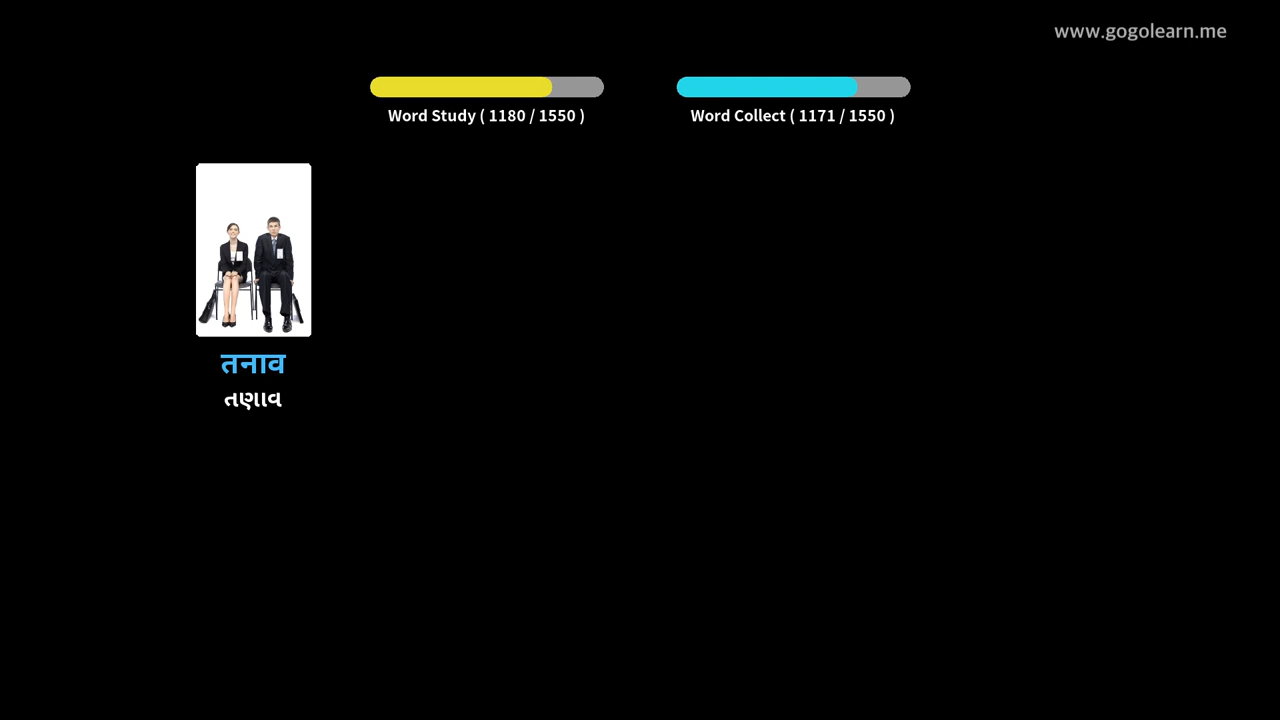 www.gogolearn.me
Word Study ( 1180 / 1550 )
Word Collect ( 1171 / 1550 )
तनाव
તણાવ